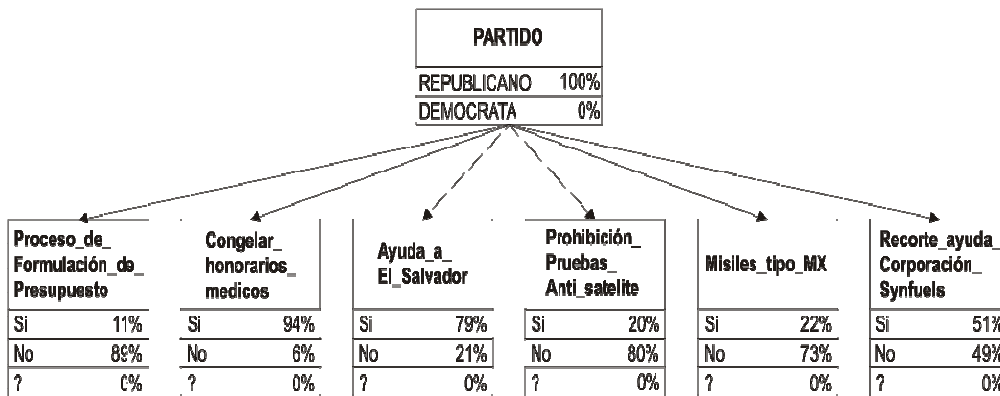 PARTIDO
REPUBLICANO 100%
DEMOCRATA 0%
Proceso_de_
Formulación_de_
Presupuesto
Si 11%
No 89%
? 0%
Congelar_
honorarios_
medicos
Si 94%
No 6%
? 0%
Ayuda_a_
El_Salvador
Si 79%
No 21%
? 0%
Prohibición_
Pruebas_
Anti_satelite
Si 20%
No 80%
? 0%
Misiles_tipo_MX
Si 22%
No 73%
? 0%
Recorte_ayuda_
Corporación_
Synfuels
Si 51%
No 49%
? 0%